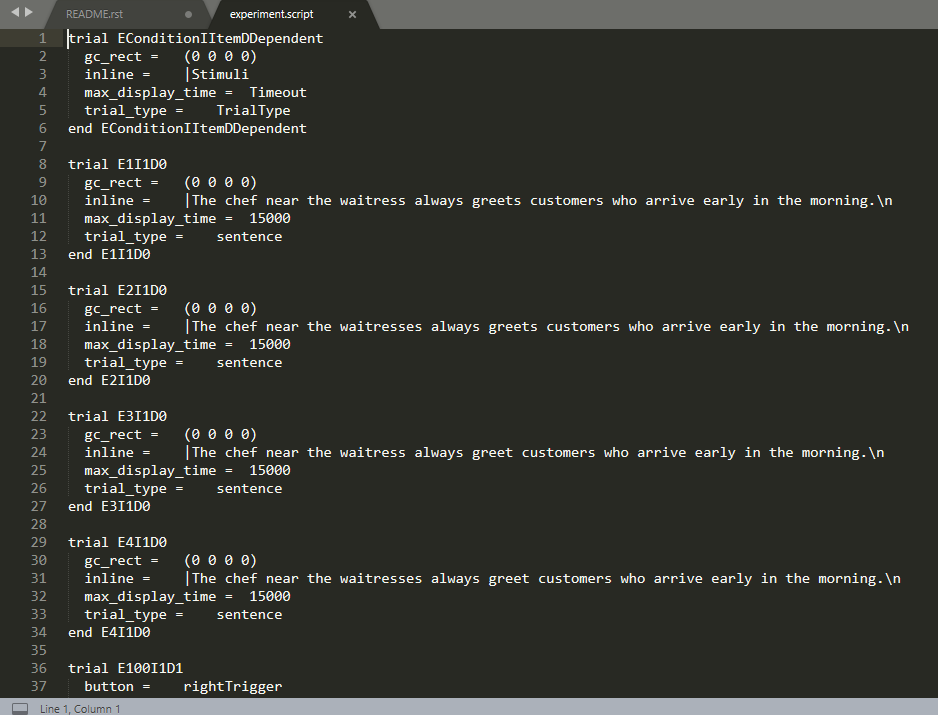 README.rst
experiment.script
1 trial EConditionIItemDDependent
2 gc_rect = (0 0 0 0)
3 inline = |Stimuli
4 max_display_time = Timeout
5 trial_type = TrialType
6 end EConditionIItemDDependent
7
8 trial E1I1D0
9 gc_rect = (0 0 0 0)
10 inline = |The chef near the waitress always greets customers who arrive early in the morning.\n
11 max_display_time = 15000
12 trial_type = sentence
13 end E1I1D0
14
15 trial E2I1D0
16 gc_rect = (0 0 0 0)
17 inline = |The chef near the waitresses always greets customers who arrive early in the morning.\n
18 max_display_time = 15000
19 trial_type = sentence
20 end E2I1D0
21
22 trial E3I1D0
23 gc_rect = (0 0 0 0)
24 inline = |The chef near the waitress always greet customers who arrive early in the morning.\n
25 max_display_time = 15000
26 trial_type = sentence
27 end E3I1D0
28
29 trial E4I1D0
30 gc_rect = (0 0 0 0)
31 inline = |The chef near the waitresses always greet customers who arrive early in the morning.\n
32 max_display_time = 15000
33 trial_type = sentence
34 end E4I1D0
35
36 trial E100I1D1
37 button = rightTrigger
Line 1, Column 1